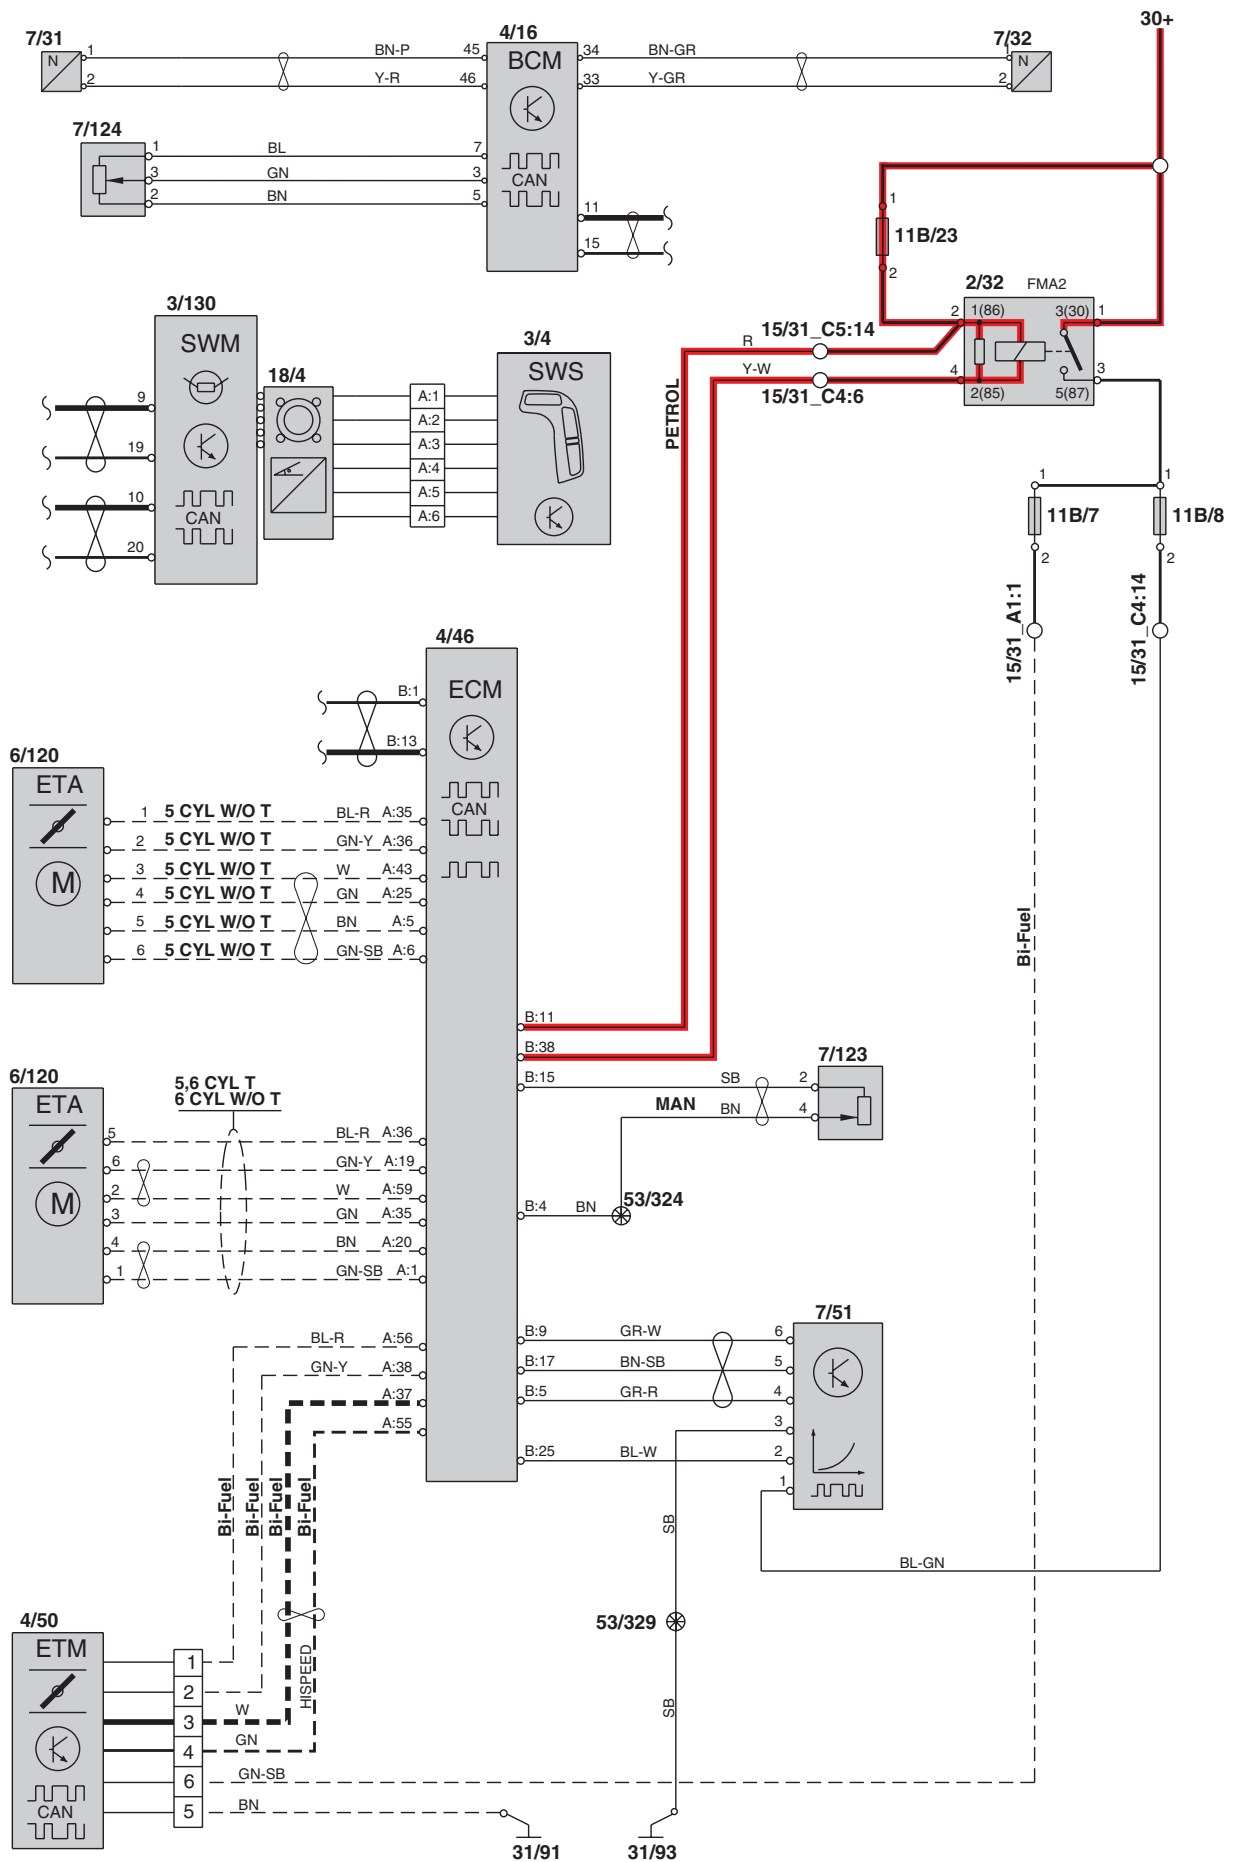 30+
7/31
4/16
7/32
N
1
BN-P
45
BCM
34
BN-GR
1
N
2
Y-R
46
33
Y-GR
2
7/124
1
BL
7
3
GN
3
CAN
2
BN
5
11
15
1
11B/23
2
2/32
FMA2
2
1(86)
3(30)
1
4
2(85)
5(87)
3
R
15/31_C5:14
Y-W
15/31_C4:6
PETROL
3/130
SWM
18/4
3/4
SWS
9
19
10
20
CAN
A:1
A:2
A:3
A:4
A:5
A:6
1
1
11B/7
11B/8
2
2
15/31_A1:1
15/31_C4:14
4/46
ECM
B:1
B:13
CAN
6/120
ETA
M
1 5 CYL W/O T BL-R A:35
2 5 CYL W/O T GN-Y A:36
3 5 CYL W/O T W A:43
4 5 CYL W/O T GN A:25
5 5 CYL W/O T BN A:5
6 5 CYL W/O T GN-SB A:6
Bi-Fuel
B:11
B:38
B:15
SB
2
7/123
MAN
BN
4
B:4
BN
53/324
6/120
ETA
M
5,6 CYL T
6 CYL W/O T
5 BL-R A:36
6 GN-Y A:19
2 W A:59
3 GN A:35
4 BN A:20
1 GN-SB A:1
BL-R A:56
GN-Y A:38
A:37
A:55
7/51
B:9 GR-W 6
B:17 BN-SB 5
B:5 GR-R 4
3
B:25 BL-W 2
1
Bi-Fuel
Bi-Fuel
Bi-Fuel
Bi-Fuel
SB
BL-GN
53/329
SB
HISPEED
4/50
ETM
CAN
1
2
3
W
4
GN
6
GN-SB
5
BN
31/91
31/93